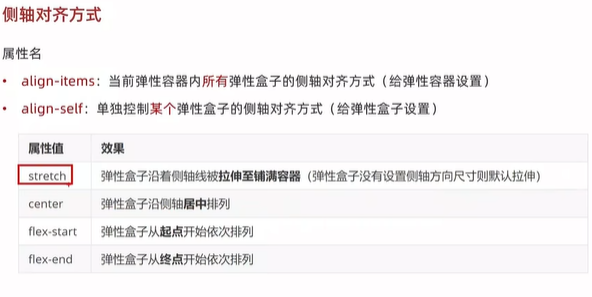 侧轴对齐方式
属性名
• align-items：当前弹性容器内所有弹性盒子的侧轴对齐方式（给弹性容器设置）
• align-self：单独控制某个弹性盒子的侧轴对齐方式（给弹性盒子设置）
属性值 效果
stretch 弹性盒子沿着侧轴线被拉伸至铺满容器（弹性盒子没有设置侧轴方向尺寸则默认拉伸）
center 弹性盒子沿侧轴居中排列
flex-start 弹性盒子从起点开始依次排列
flex-end 弹性盒子从终点开始依次排列